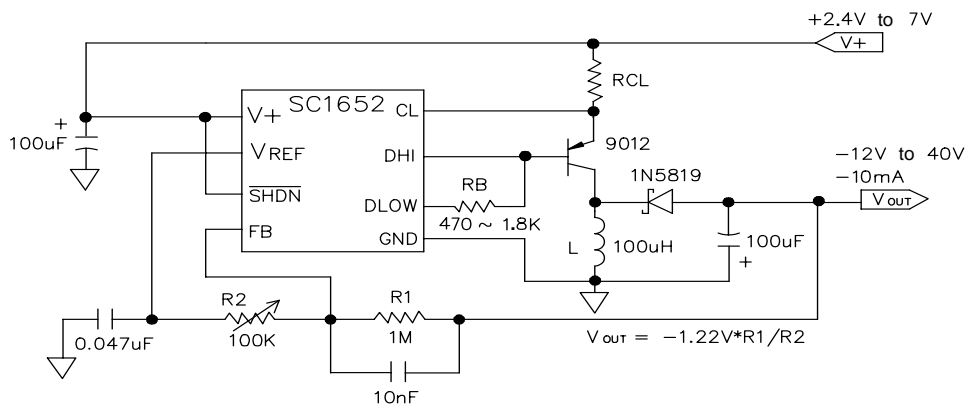 +2.4V to 7V
V+
RCL
SC1652
V+
CL
100uF
+
VREF
DHI
9012
-12V to 40V
-10mA
1N5819
SHDN
RB
DLOW
470 ~ 1.8K
VOUT
FB
GND
L
100uH
100uF
+
R2
R1
0.047uF
100K
1M
VOUT = -1.22V*R1/R2
10nF